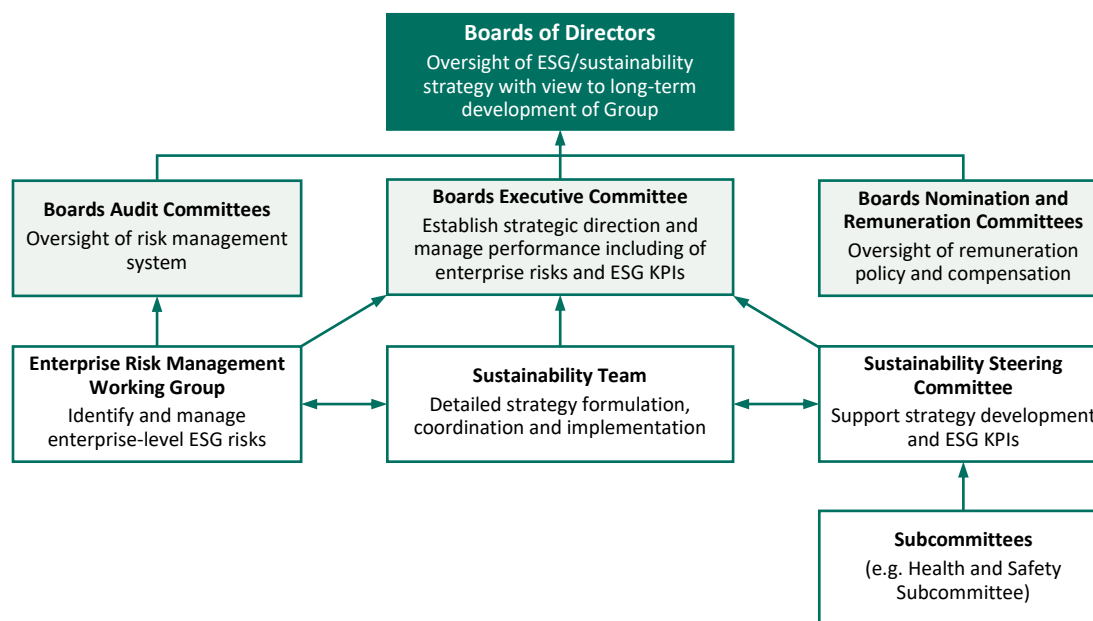 Boards of Directors
Oversight of ESG/sustainability
strategy with view to long-term
development of Group
Boards Audit Committees
Oversight of risk management
system
Boards Executive Committee
Establish strategic direction and
manage performance including of
enterprise risks and ESG KPIs
Boards Nomination and
Remuneration Committees
Oversight of remuneration
policy and compensation
Enterprise Risk Management
Working Group
Identify and manage
enterprise-level ESG risks
Sustainability Team
Detailed strategy formulation,
coordination and implementation
Sustainability Steering
Committee
Support strategy development
and ESG KPIs
Subcommittees
(e.g. Health and Safety
Subcommittee)